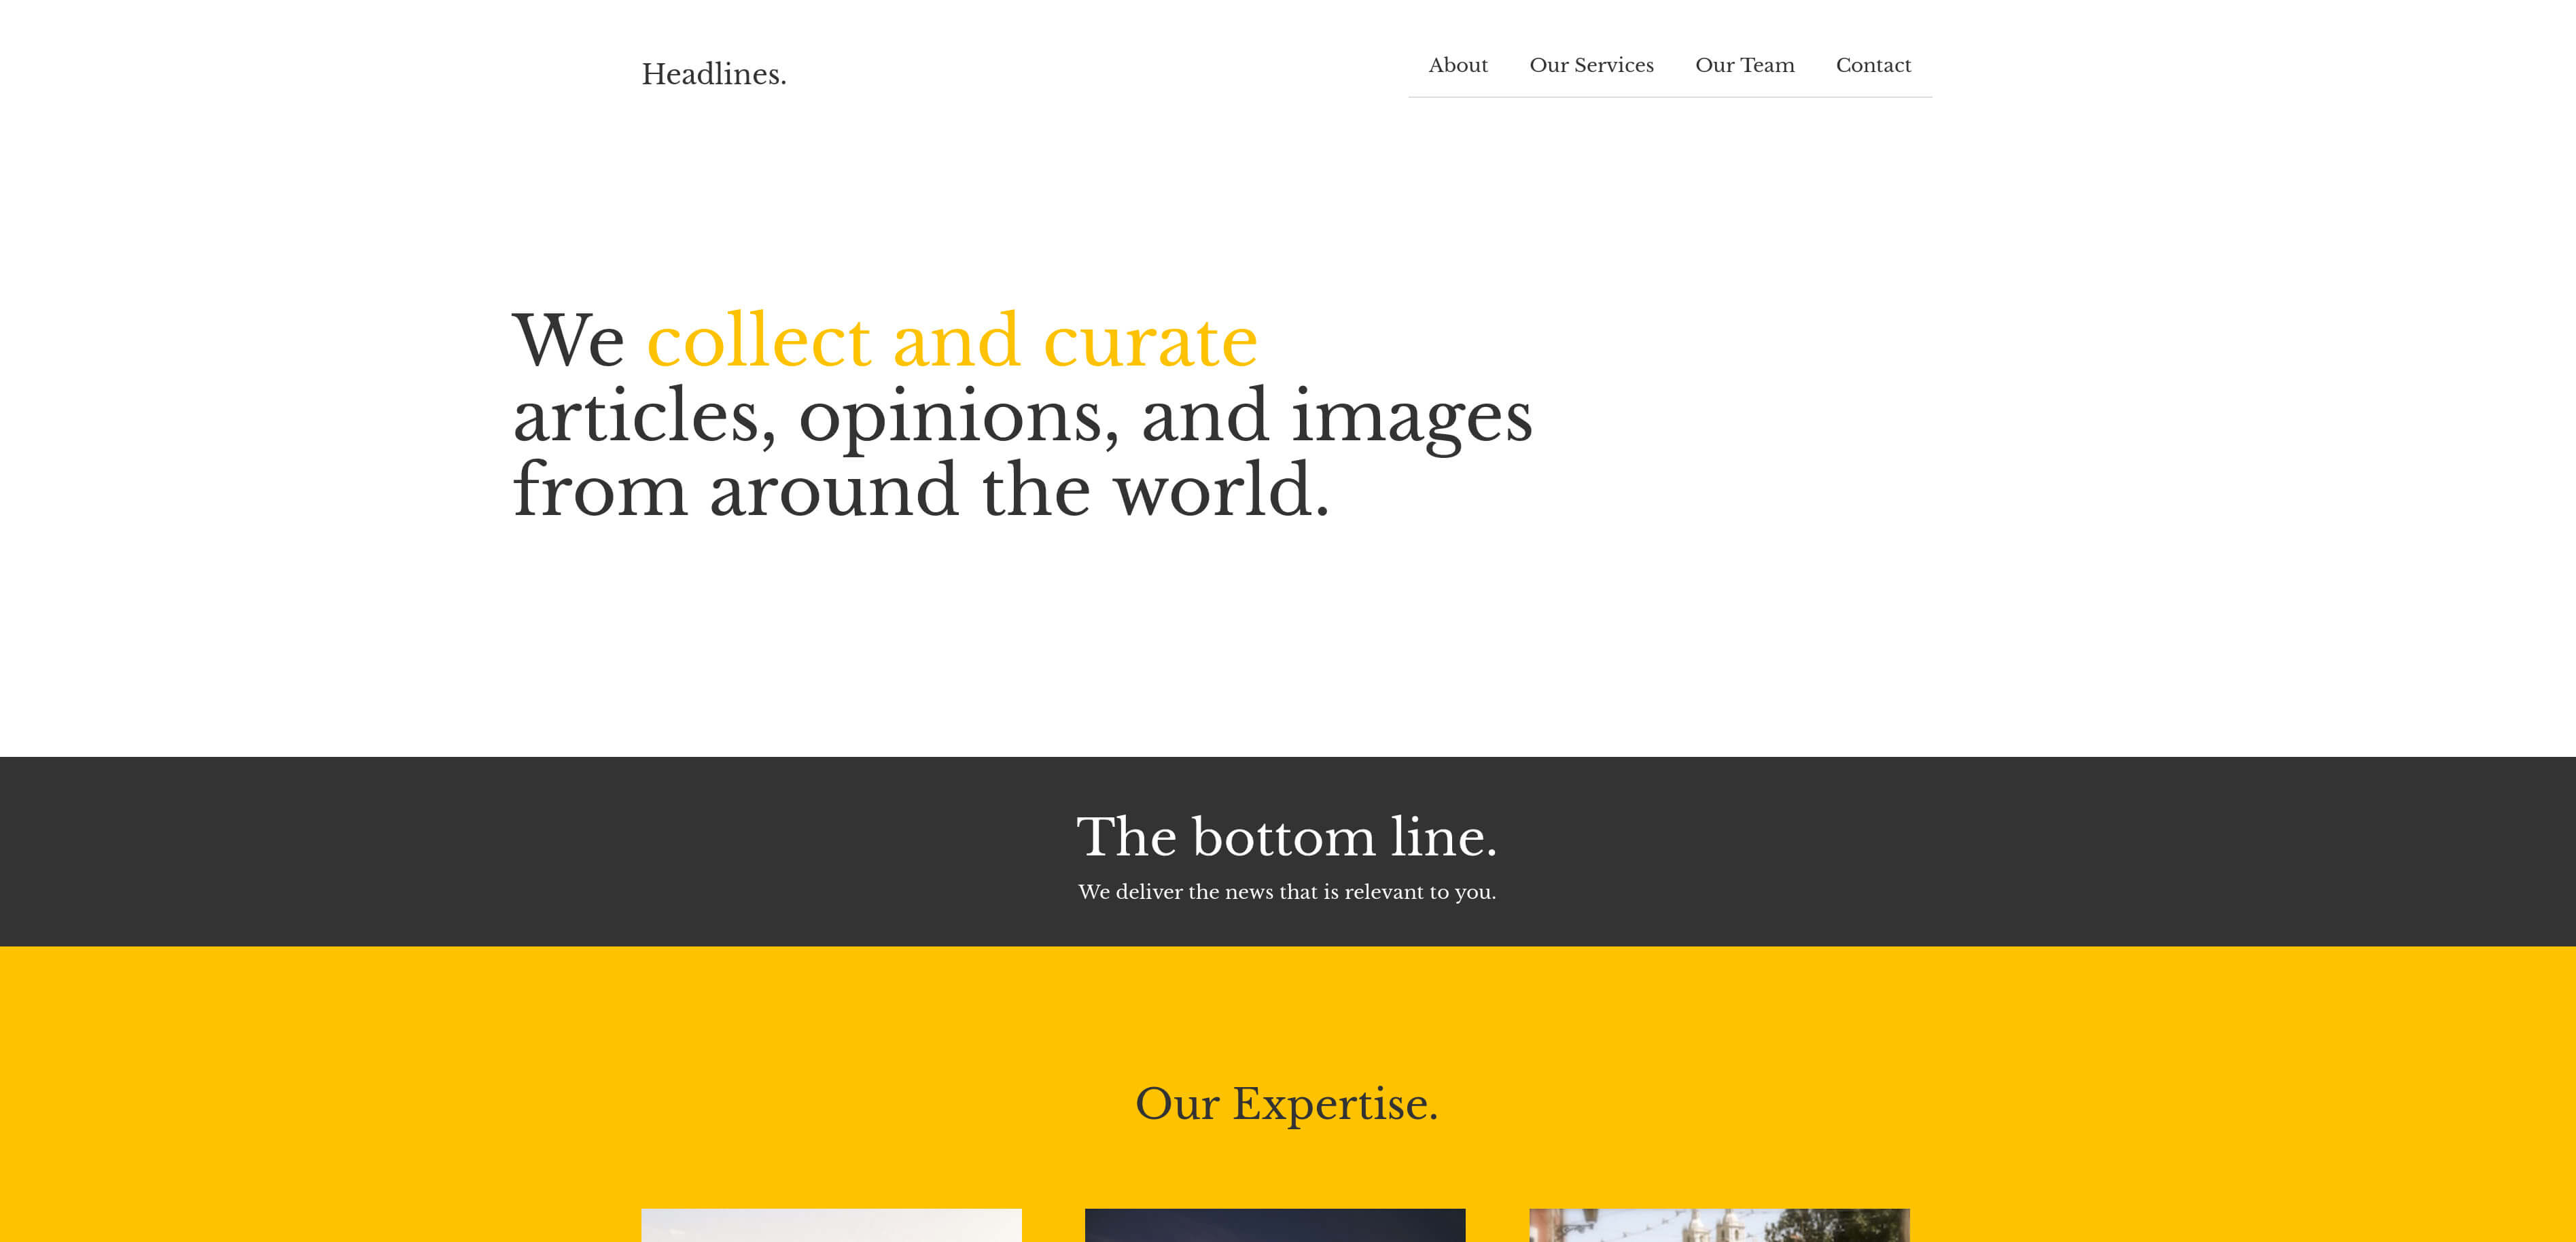 Headlines.
About Our Services Our Team Contact
We collect and curate
articles, opinions, and images
from around the world.
The bottom line.
We deliver the news that is relevant to you.
Our Expertise.